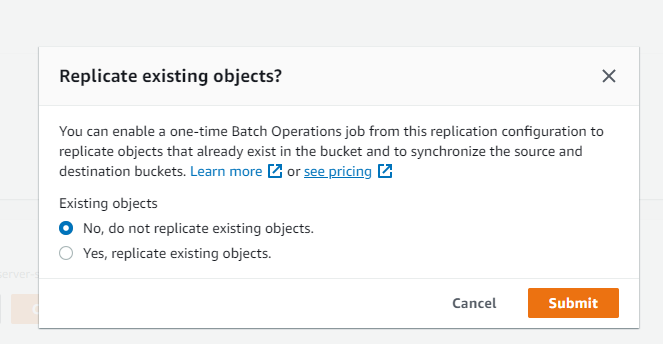 Replicate existing objects?
You can enable a one-time Batch Operations job from this replication configuration to
replicate objects that already exist in the bucket and to synchronize the source and
destination buckets. Learn more or see pricing
Existing objects
No, do not replicate existing objects.
Yes, replicate existing objects.
Cancel Submit